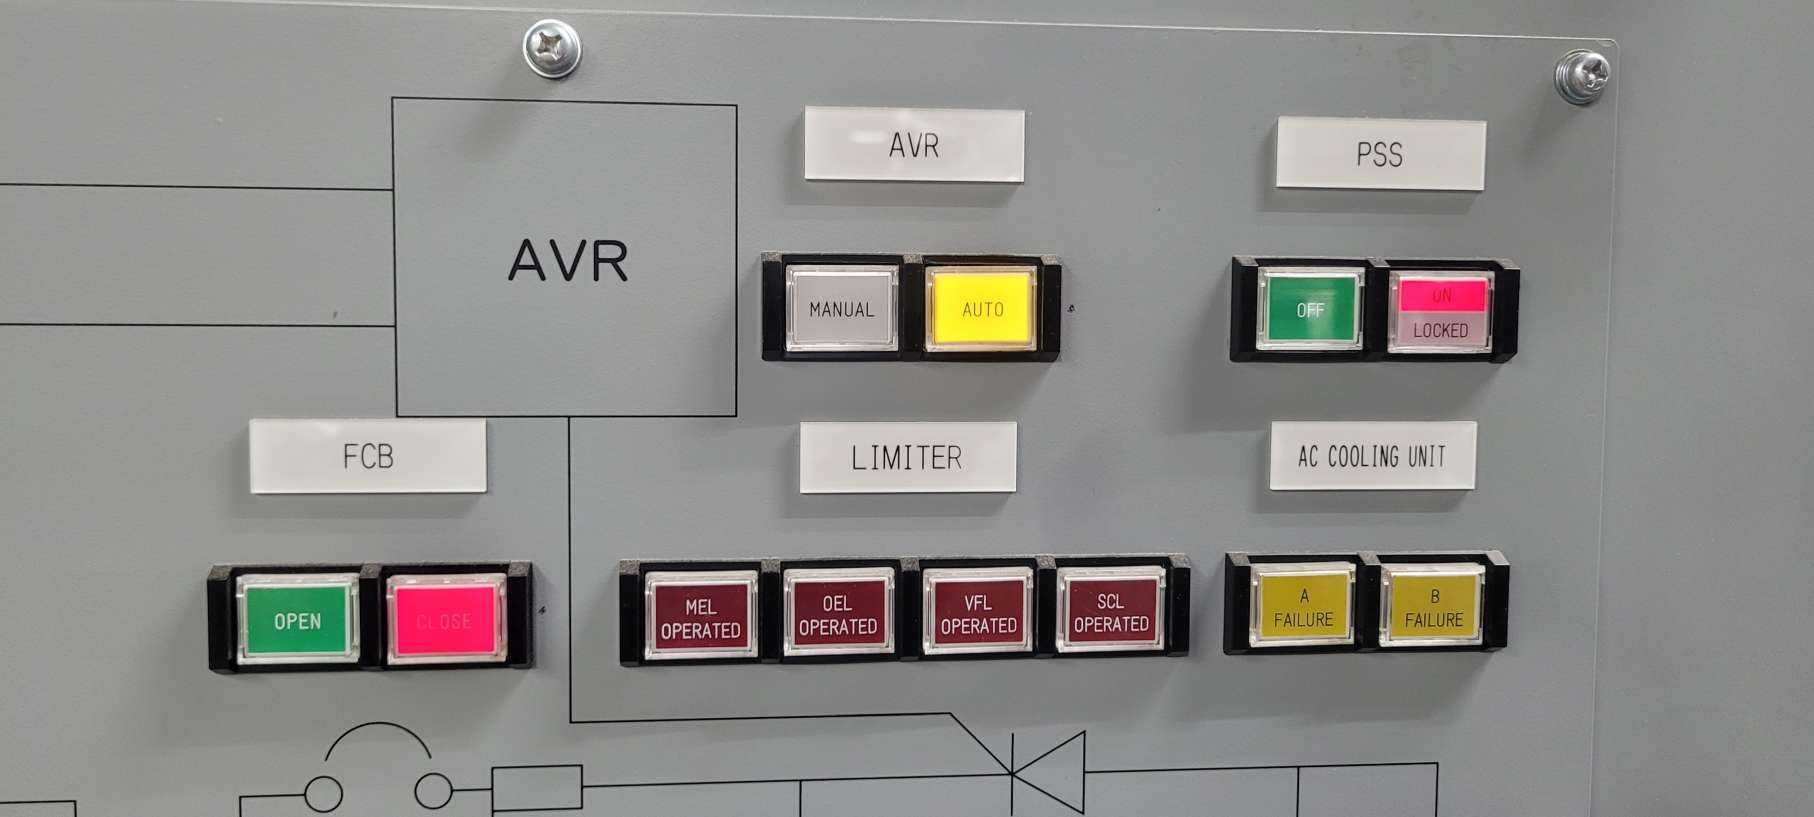 AVR
PSS
AVR
MANUAL
AUTO
OFF
ON
LOCKED
FCB
LIMITER
AC COOLING UNIT
OPEN
CLOSE
MEL
OPERATED
OEL
OPERATED
VFL
OPERATED
SCL
OPERATED
A
FAILURE
B
FAILURE